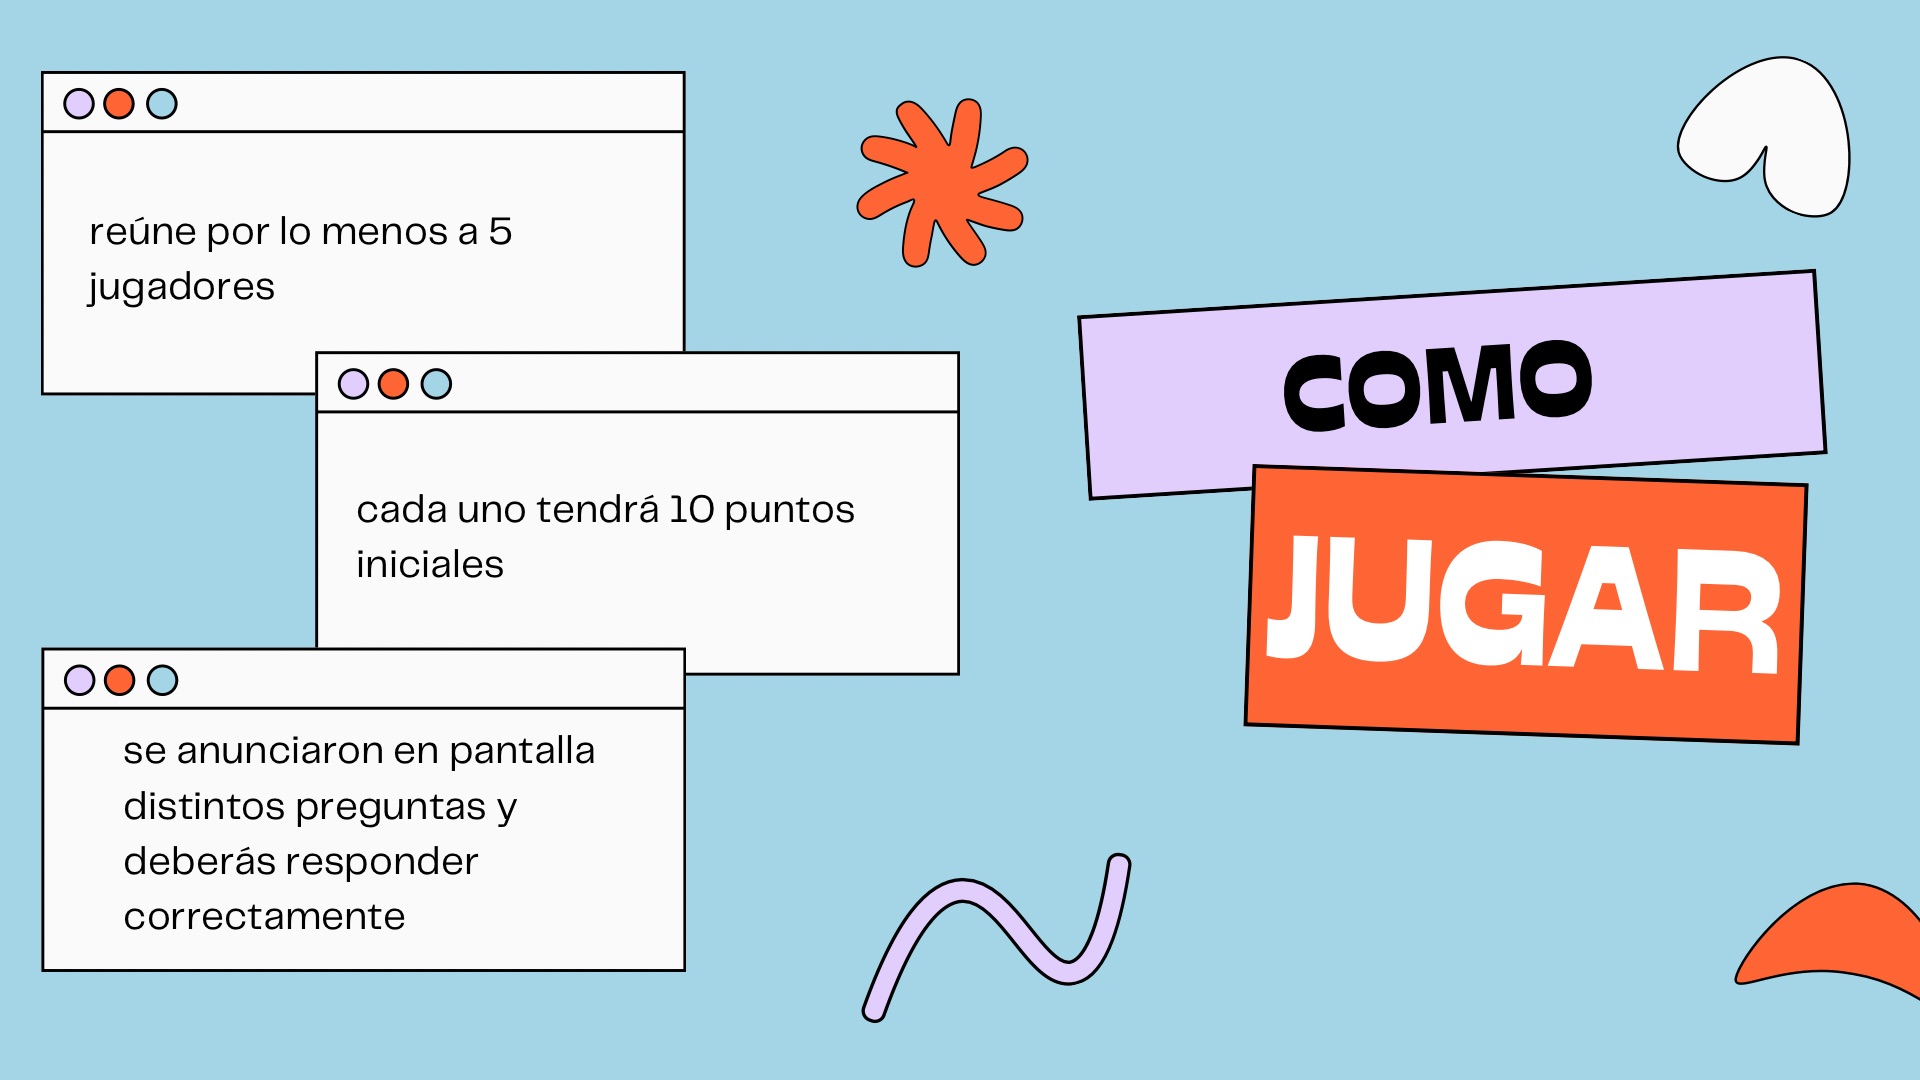 reúne por lo menos a 5
jugadores
cada uno tendrá 10 puntos
iniciales
se anunciaron en pantalla
distintos preguntas y
deberás responder
correctamente
COMO
JUGAR